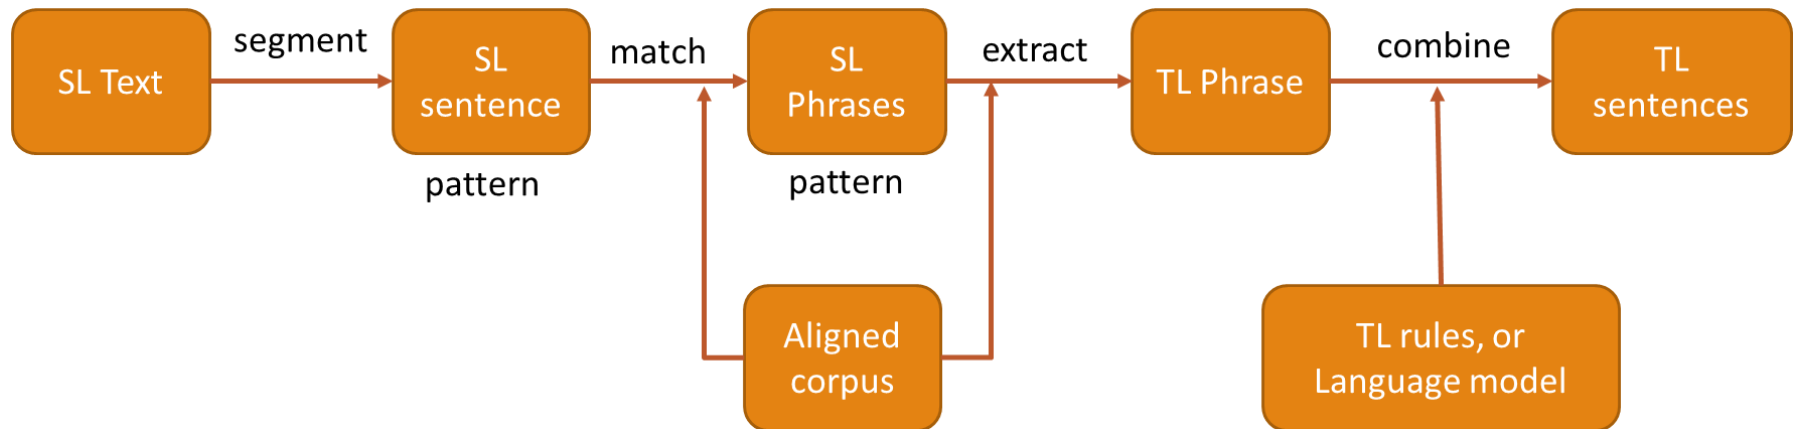 SL Text
segment
SL
sentence
pattern
match
SL
Phrases
pattern
extract
TL Phrase
combine
TL
sentences
Aligned
corpus
TL rules, or
Language model